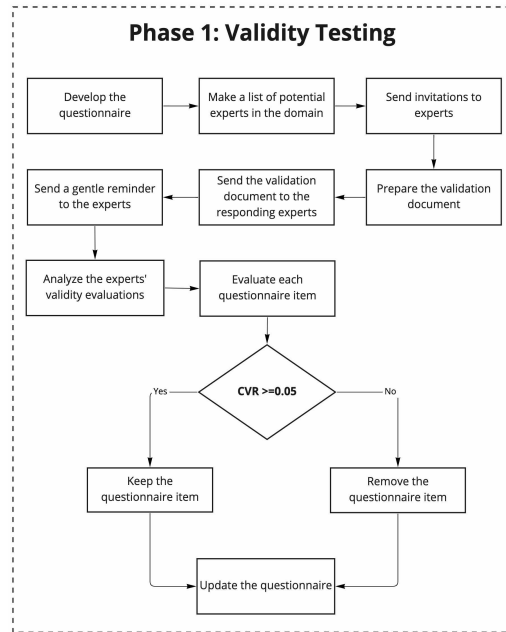 Phase 1: Validity Testing
Develop the
questionnaire
Make a list of potential
experts in the domain
Send invitations to
experts
Send a gentle reminder
to the experts
Send the validation
document to the
responding experts
Prepare the validation
document
Analyze the experts'
validity evaluations
Evaluate each
questionnaire item
CVR >=0.05
Yes
No
Keep the
questionnaire item
Remove the
questionnaire item
Update the questionnaire